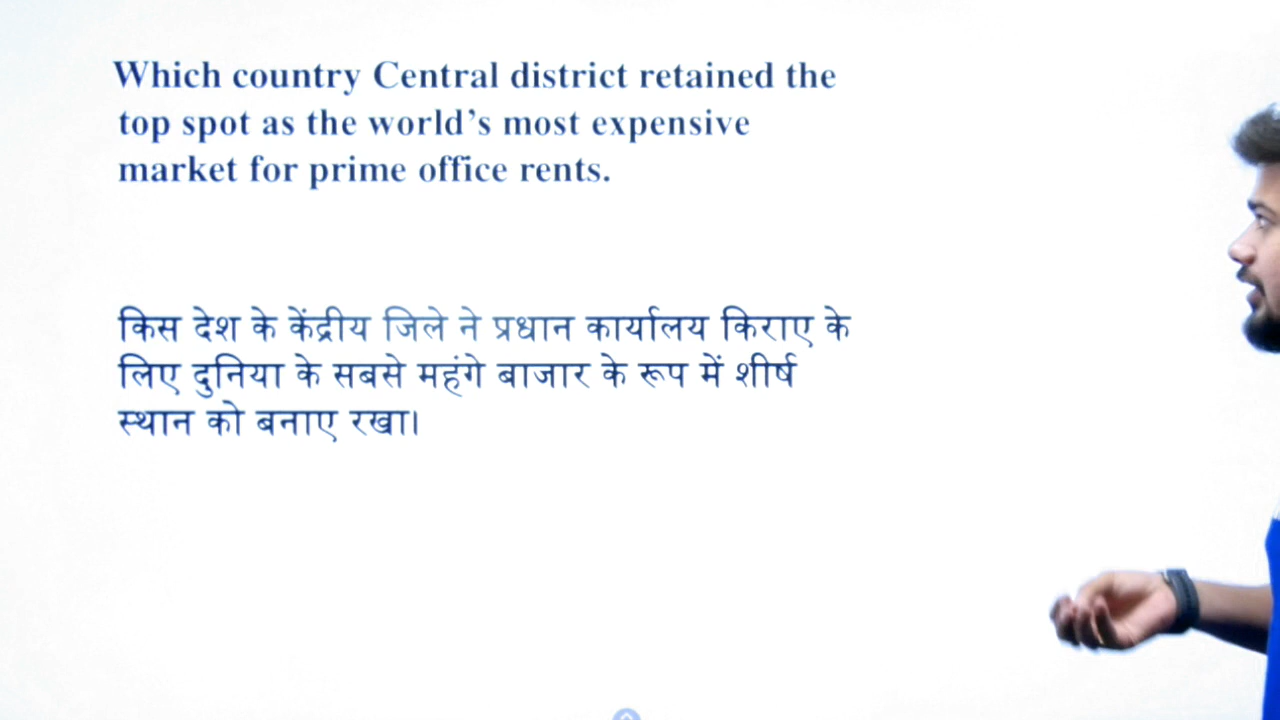 Which country Central district retained the
top spot as the world’s most expensive
market for prime office rents.
किस देश के केंद्रीय जिले ने प्रधान कार्यालय किराए के
लिए दुनिया के सबसे महंगे बाजार के रूप में शीर्ष
स्थान को बनाए रखा।